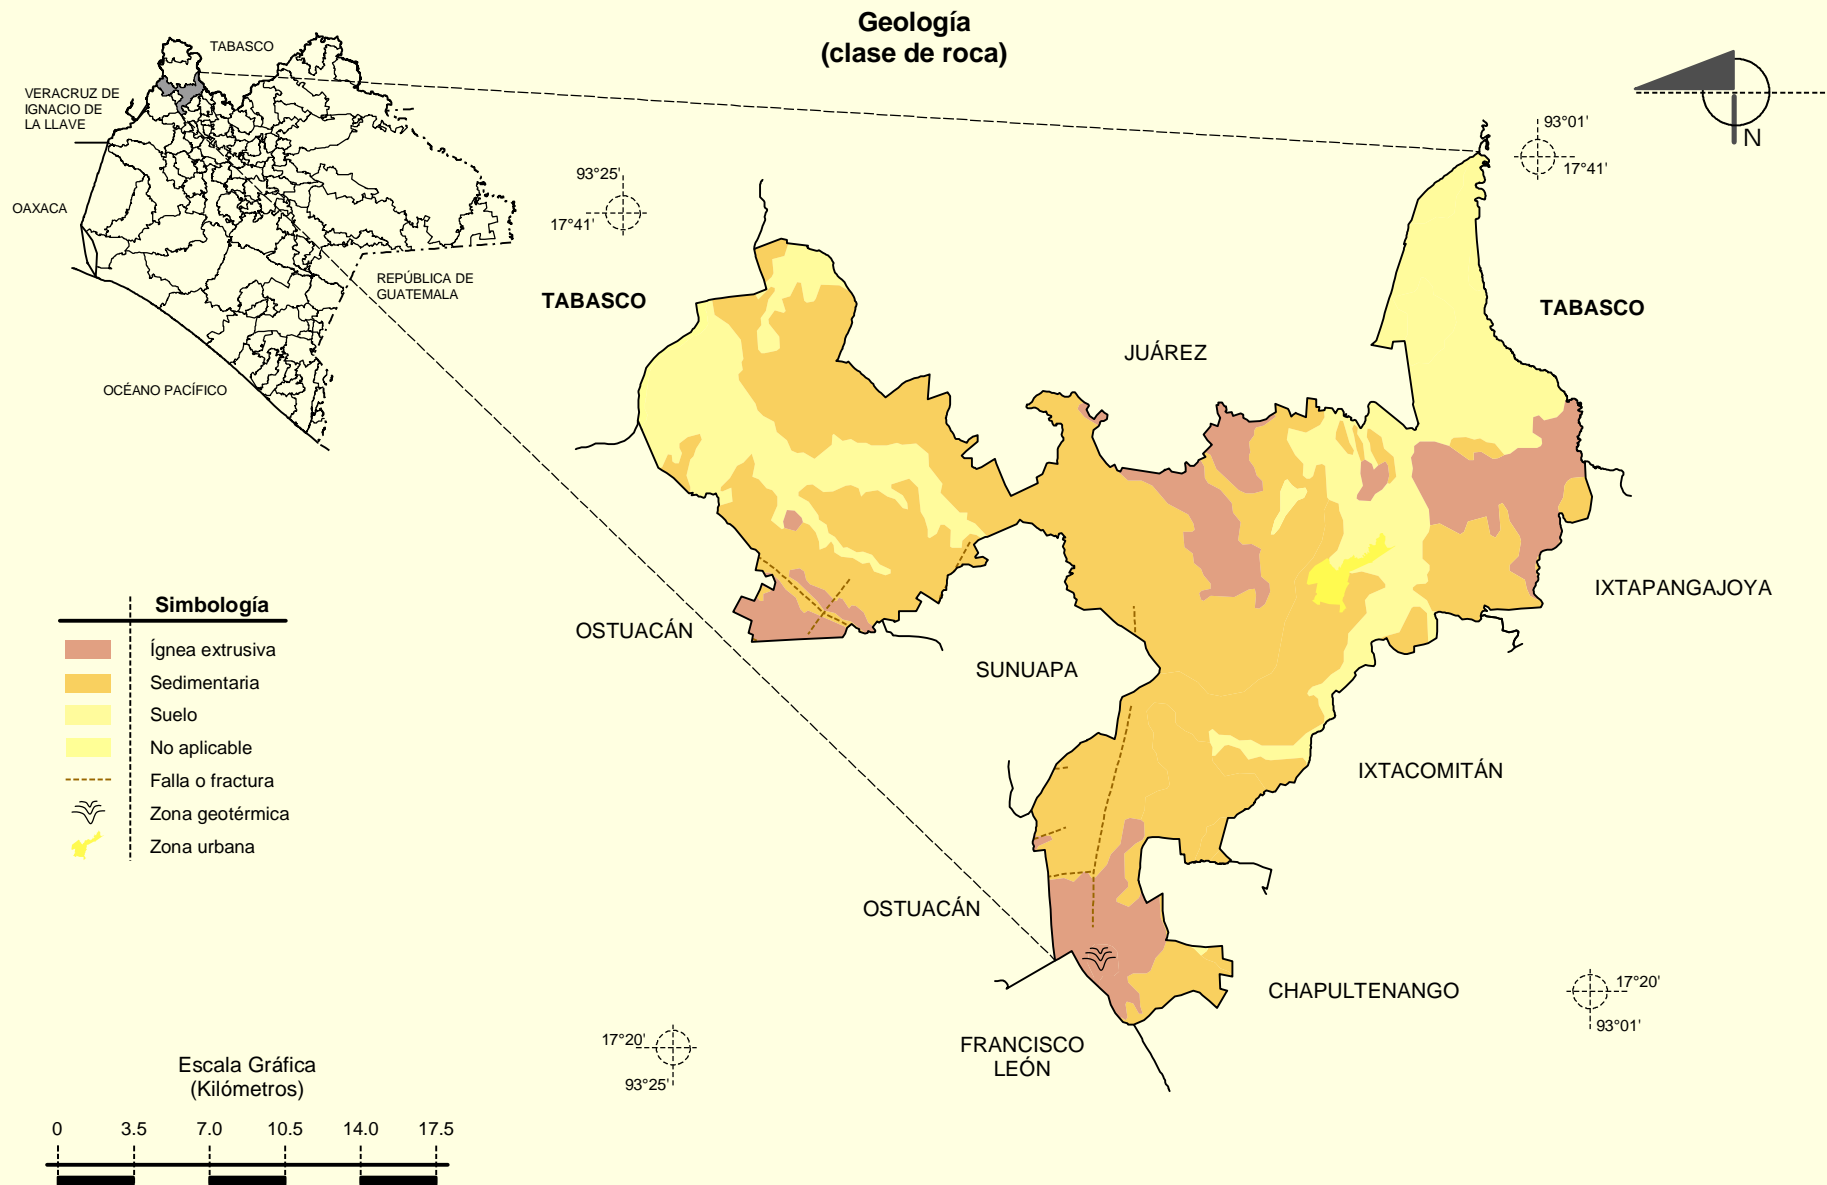 Geología
(clase de roca)
TABASCO
VERACRUZ DE
IGNACIO DE
LA LLAVE
OAXACA
REPÚBLICA DE
GUATEMALA
OCÉANO PACÍFICO
N
93°25'
17°41'
93°01'
17°41'
TABASCO
TABASCO
JUÁREZ
IXTAPANGAJOYA
OSTUACÁN
SUNUAPA
IXTACOMITÁN
OSTUACÁN
CHAPULTENANGO
FRANCISCO
LEÓN
17°20'
93°01'
17°20'
93°25'
Simbología
Ígnea extrusiva
Sedimentaria
Suelo
No aplicable
Falla o fractura
Zona geotérmica
Zona urbana
Escala Gráfica
(Kilómetros)
0 3.5 7.0 10.5 14.0 17.5